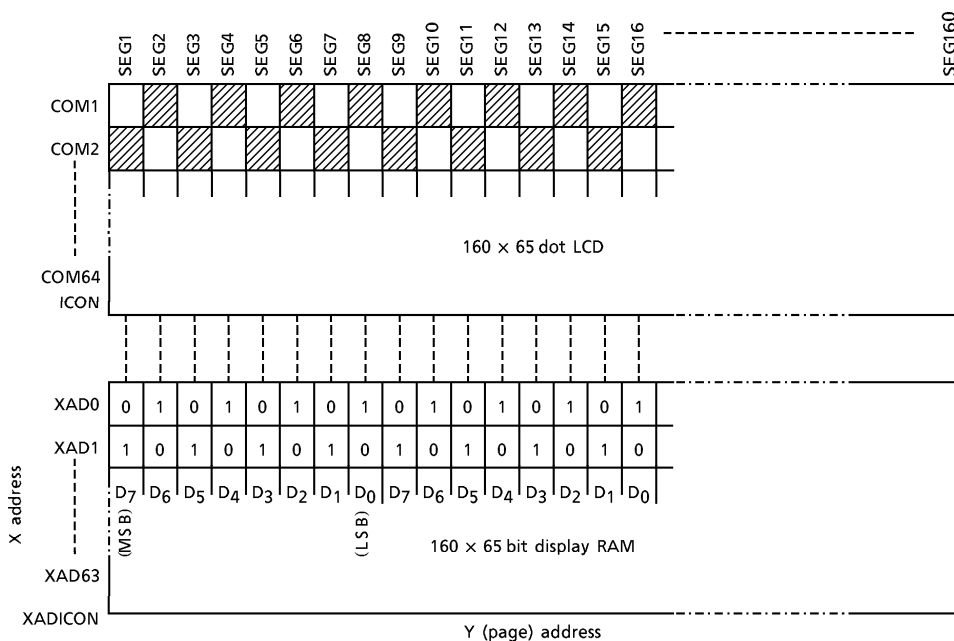 SEG1 SEG2 SEG3 SEG4 SEG5 SEG6 SEG7 SEG8 SEG9 SEG10 SEG11 SEG12 SEG13 SEG14 SEG15 SEG16 SEG160
COM1
COM2
160 × 65 dot LCD
COM64
ICON
XAD0 0 1 0 1 0 1 0 1 0 1 0 1 0 1 0 1
XAD1 1 0 1 0 1 0 1 0 1 0 1 0 1 0 1 0
D7 D6 D5 D4 D3 D2 D1 D0 D7 D6 D5 D4 D3 D2 D1 D0
(MSB) (LSB)
X address
160 × 65 bit display RAM
XAD63
XADICON
Y (page) address